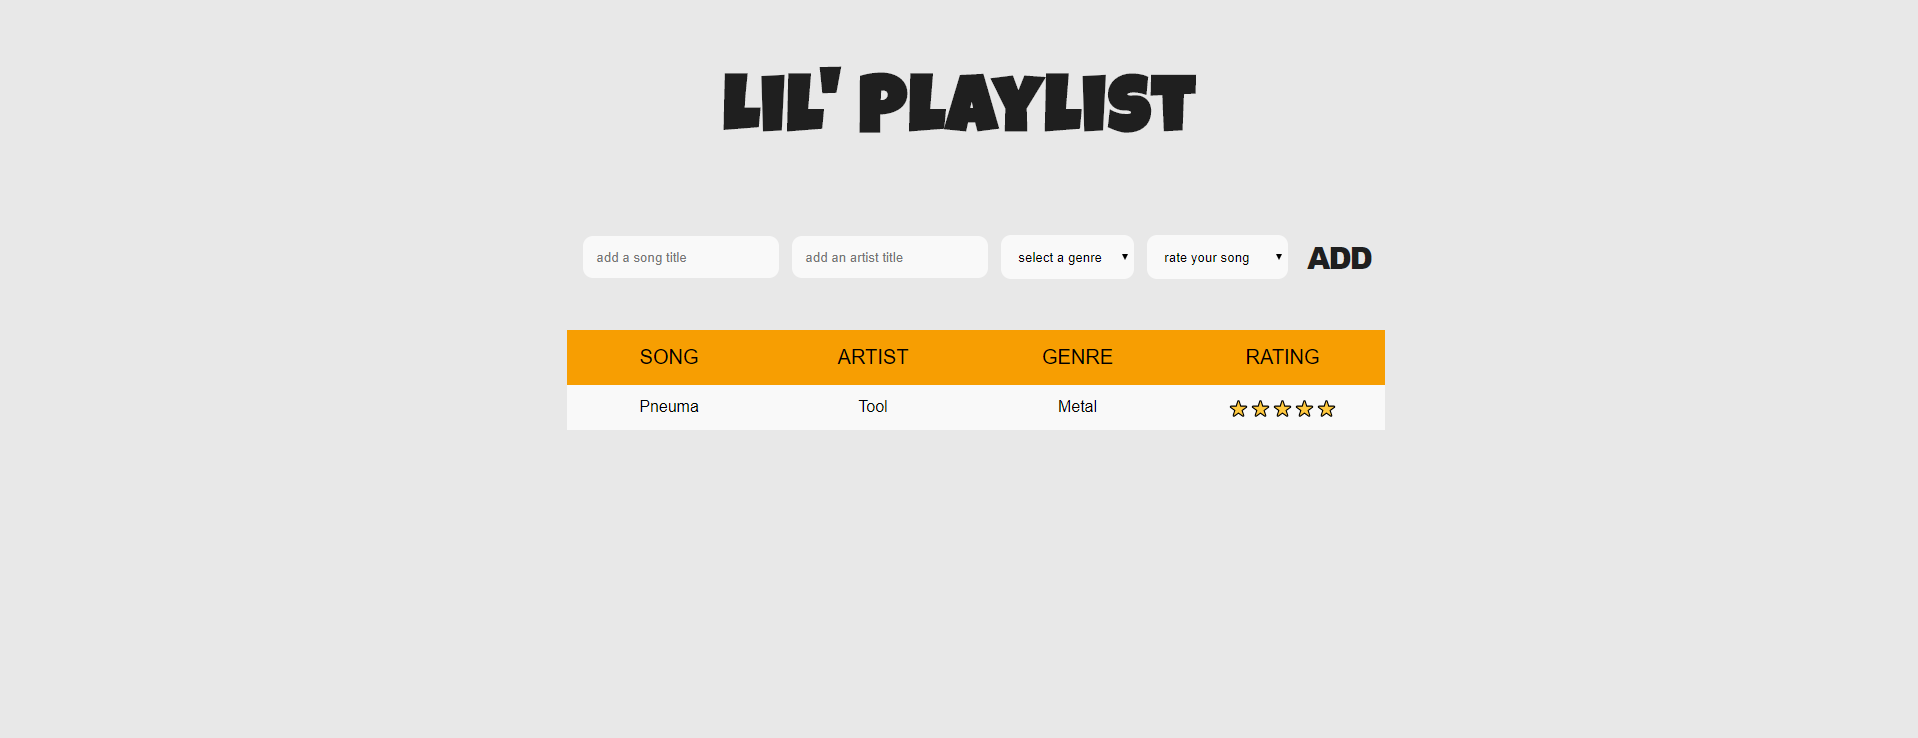 LIL' PLAYLIST
add a song title add an artist title select a genre rate your song ADD
SONG ARTIST GENRE RATING
Pneuma Tool Metal